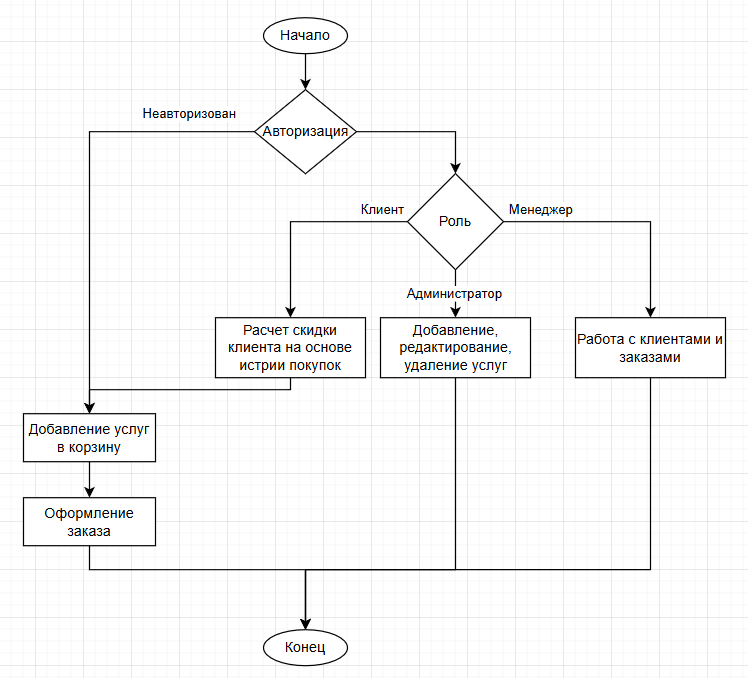 Начало
Неавторизован
Авторизация
Клиент
Роль
Менеджер
Администратор
Расчет скидки
клиента на основе
истрии покупок
Добавление,
редактирование,
удаление услуг
Работа с клиентами и
заказами
Добавление услуг
в корзину
Оформление
заказа
Конец